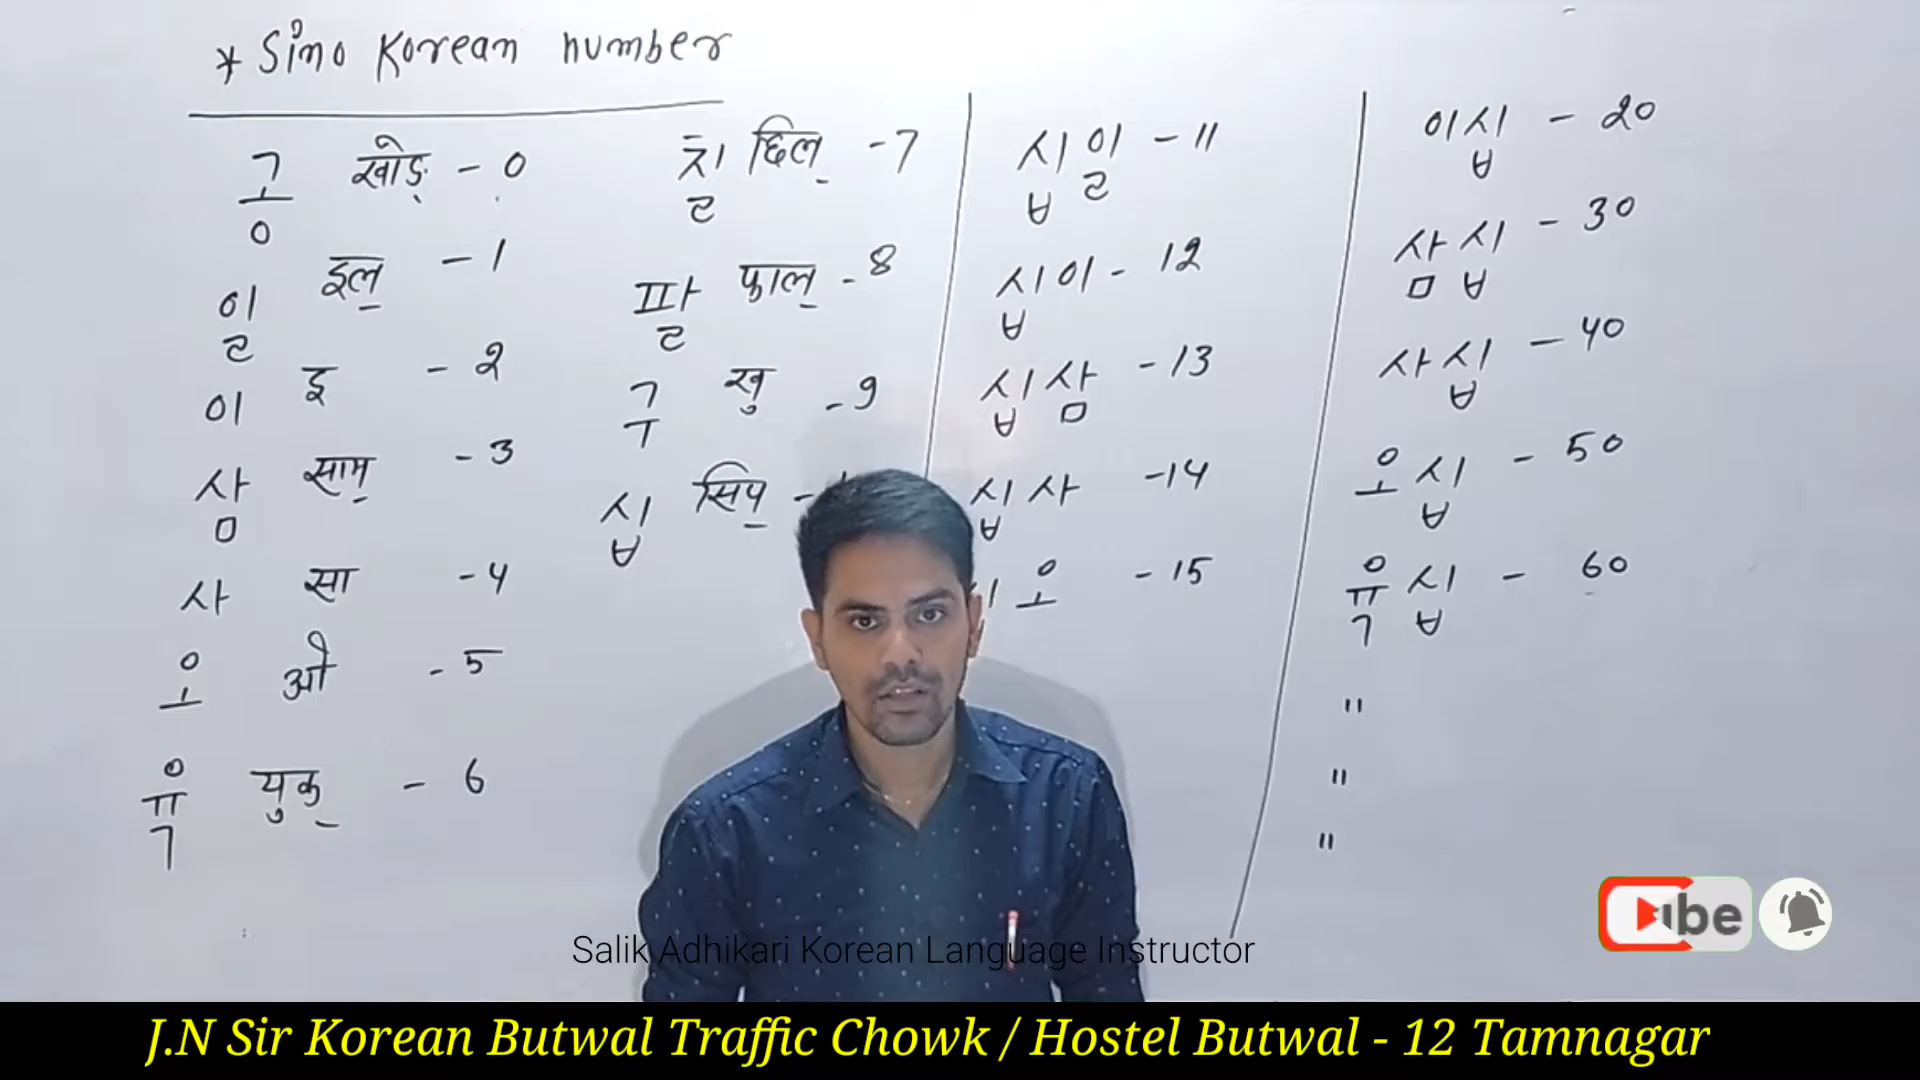 * Sino Korean number
공 खोङ् - 0
일 इल् - 1
이 इ - 2
삼 साम् - 3
사 सा - 4
오 ओ - 5
육 युक् - 6
칠 छिल् - 7
팔 फाल् - 8
구 खु - 9
십 सिप् -
십일 - 11
십이 - 12
십삼 - 13
십사 - 14
오 - 15
이십 - 20
삼십 - 30
사십 - 40
오십 - 50
육십 - 60
"
"
"
ibe
Salik Adhikari Korean Language Instructor
J.N Sir Korean Butwal Traffic Chowk / Hostel Butwal - 12 Tamnagar